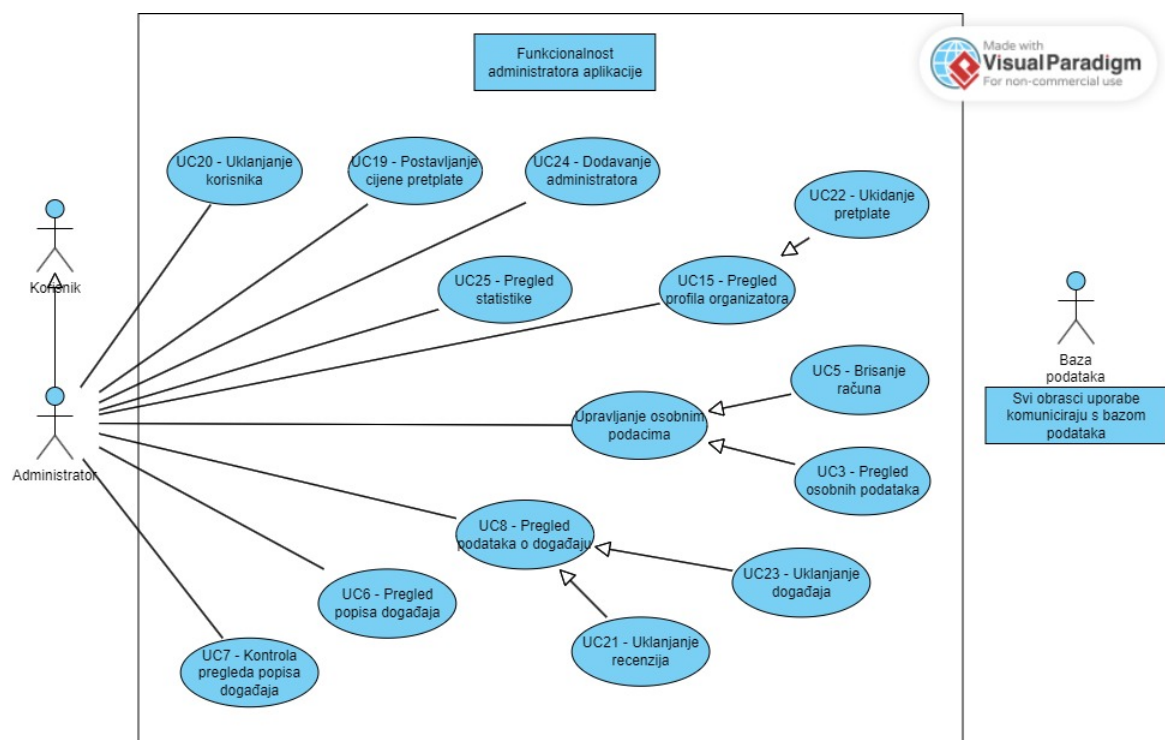 Funkcionalnost
administratora aplikacije
Made with
VisualParadigm
For non-commercial use
UC20 - Uklanjanje
korisnika
UC19 - Postavljanje
cijene pretplate
UC24 - Dodavanje
administratora
UC22 - Ukidanje
pretplate
Korisnik
UC25 - Pregled
statistike
UC15 - Pregled
profila organizatora
Baza
podataka
Svi obrasci uporabe
komuniciraju s bazom
podataka
UC5 - Brisanje
računa
Upravljanje osobnim
podacima
Administrator
UC3 - Pregled
osobnih podataka
UC8 - Pregled
podataka o događaju
UC23 - Uklanjanje
događaja
UC6 - Pregled
popisa događaja
UC21 - Uklanjanje
recenzija
UC7 - Kontrola
pregleda popisa
događaja